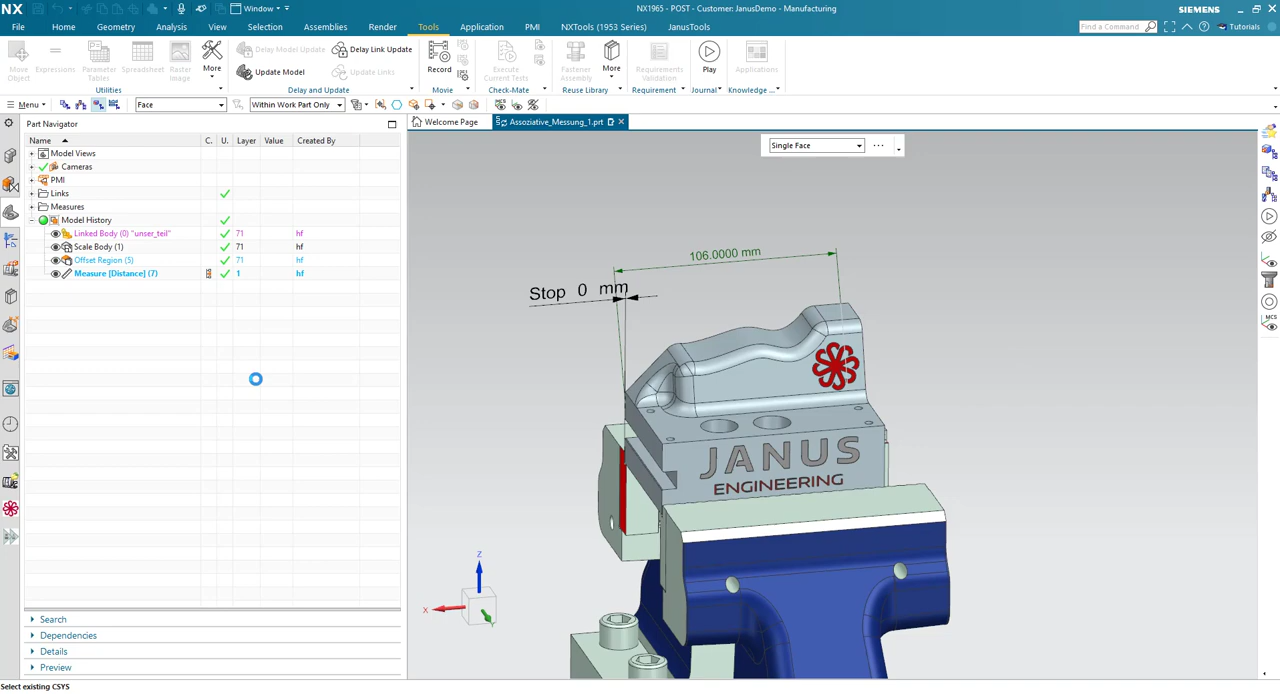 NX
Window
NX1965 - POST - Customer: JanusDemo - Manufacturing
SIEMENS
File Home Geometry Analysis View Selection Assemblies Render Tools Application PMI NXTools (1953 Series) JanusTools
Find a Command
Tutorials
Move Object
Expressions
Parameter Tables
Spreadsheet
Raster Image
More
Utilities
Delay Model Update
Delay Link Update
Update Model
Update Links
Delay and Update
Record
Movie
Execute Current Tests
More
Check-Mate
Fastener Assembly
More
Reuse Library
Requirements Validation
Requirement
Play
Journal
Applications
Knowledge ...
Menu
Face
Within Work Part Only
Part Navigator
Welcome Page
Assoziative_Messung_1.prt
Name C. U. Layer Value Created By
Single Face
Model Views
Cameras
PMI
Links
Measures
Model History
Linked Body (0) "unser_teil" 71 hf
Scale Body (1) 71 hf
Offset Region (5) 71 hf
Measure [Distance] (7) 1 hf
106.0000 mm
Stop 0 mm
JANUS
ENGINEERING
Z
X
MCS
Search
Dependencies
Details
Preview
Select existing CSYS